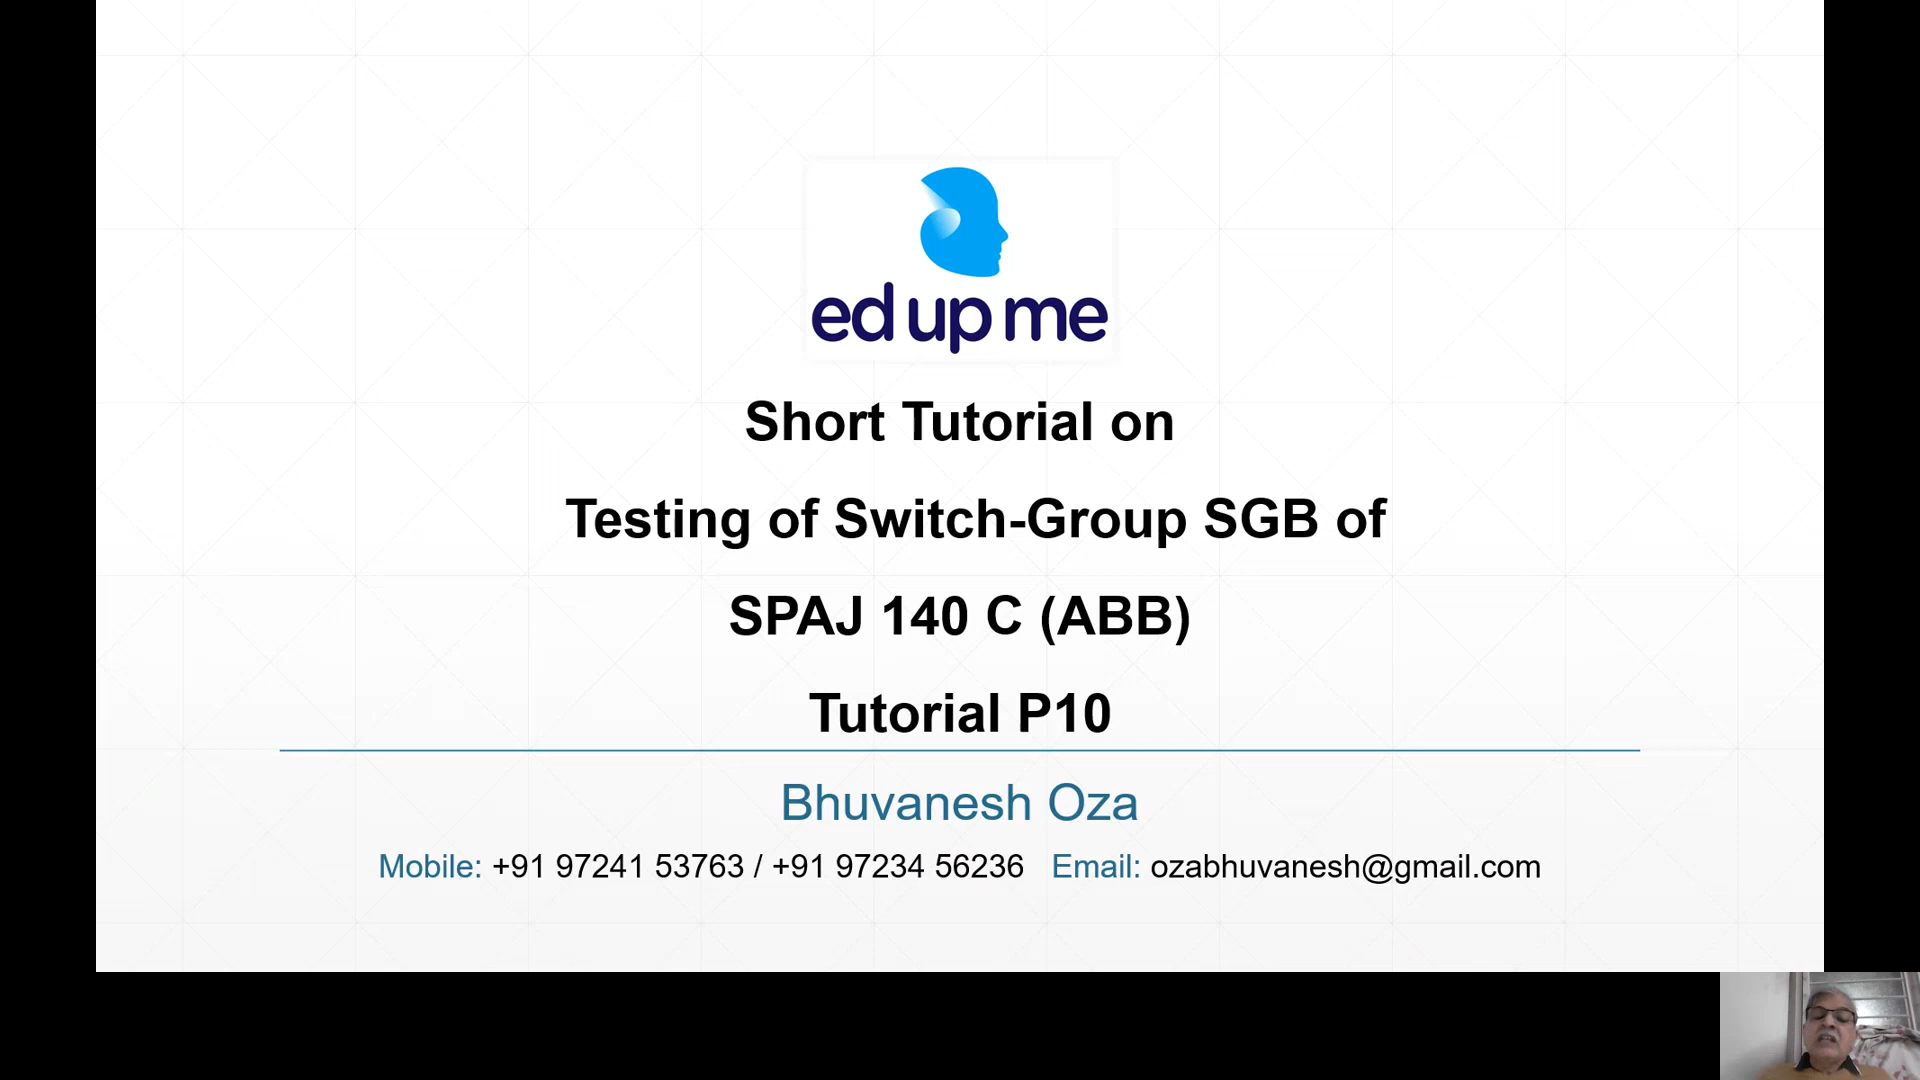 ed up me
Short Tutorial on
Testing of Switch-Group SGB of
SPAJ 140 C (ABB)
Tutorial P10
Bhuvanesh Oza
Mobile: +91 97241 53763 / +91 97234 56236 Email: ozabhuvanesh@gmail.com